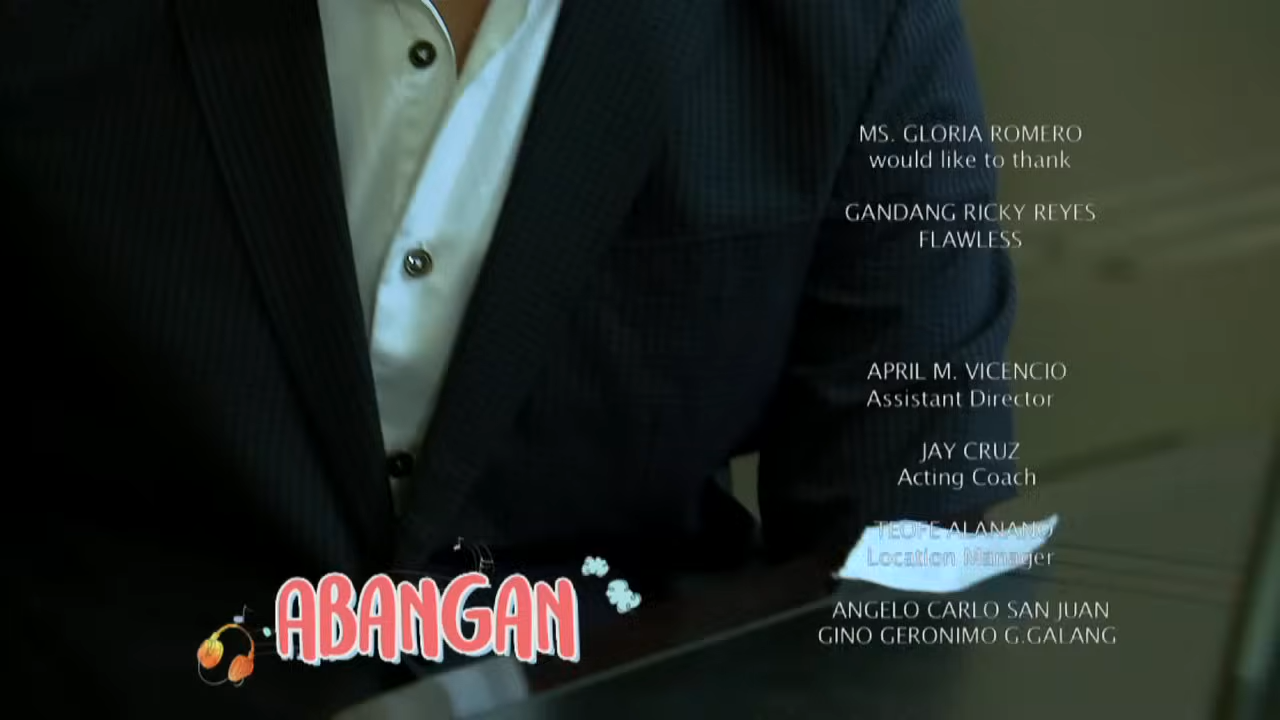 MS. GLORIA ROMERO
would like to thank
GANDANG RICKY REYES
FLAWLESS
APRIL M. VICENCIO
Assistant Director
JAY CRUZ
Acting Coach
TEOFE ALANANO
Location Manager
ANGELO CARLO SAN JUAN
GINO GERONIMO G.GALANG
ABANGAN